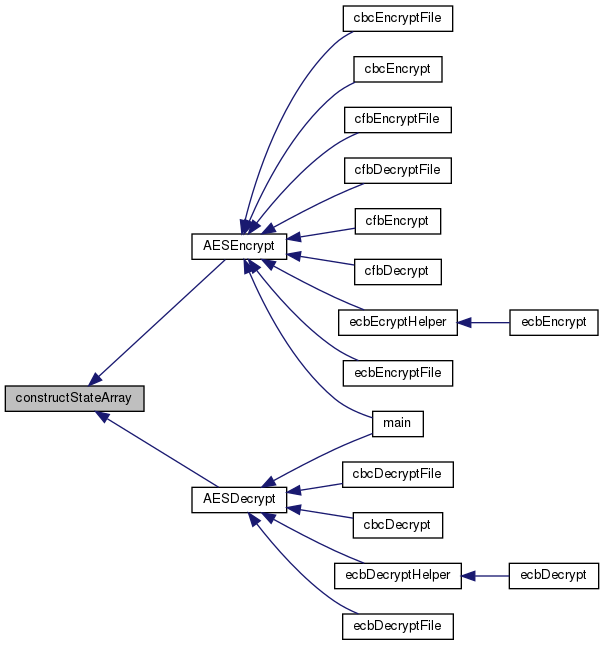 cbcEncryptFile
cbcEncrypt
cfbEncryptFile
cfbDecryptFile
cfbEncrypt
AESEncrypt
cfbDecrypt
ecbEcryptHelper
ecbEncrypt
ecbEncryptFile
constructStateArray
main
cbcDecryptFile
AESDecrypt
cbcDecrypt
ecbDecryptHelper
ecbDecrypt
ecbDecryptFile